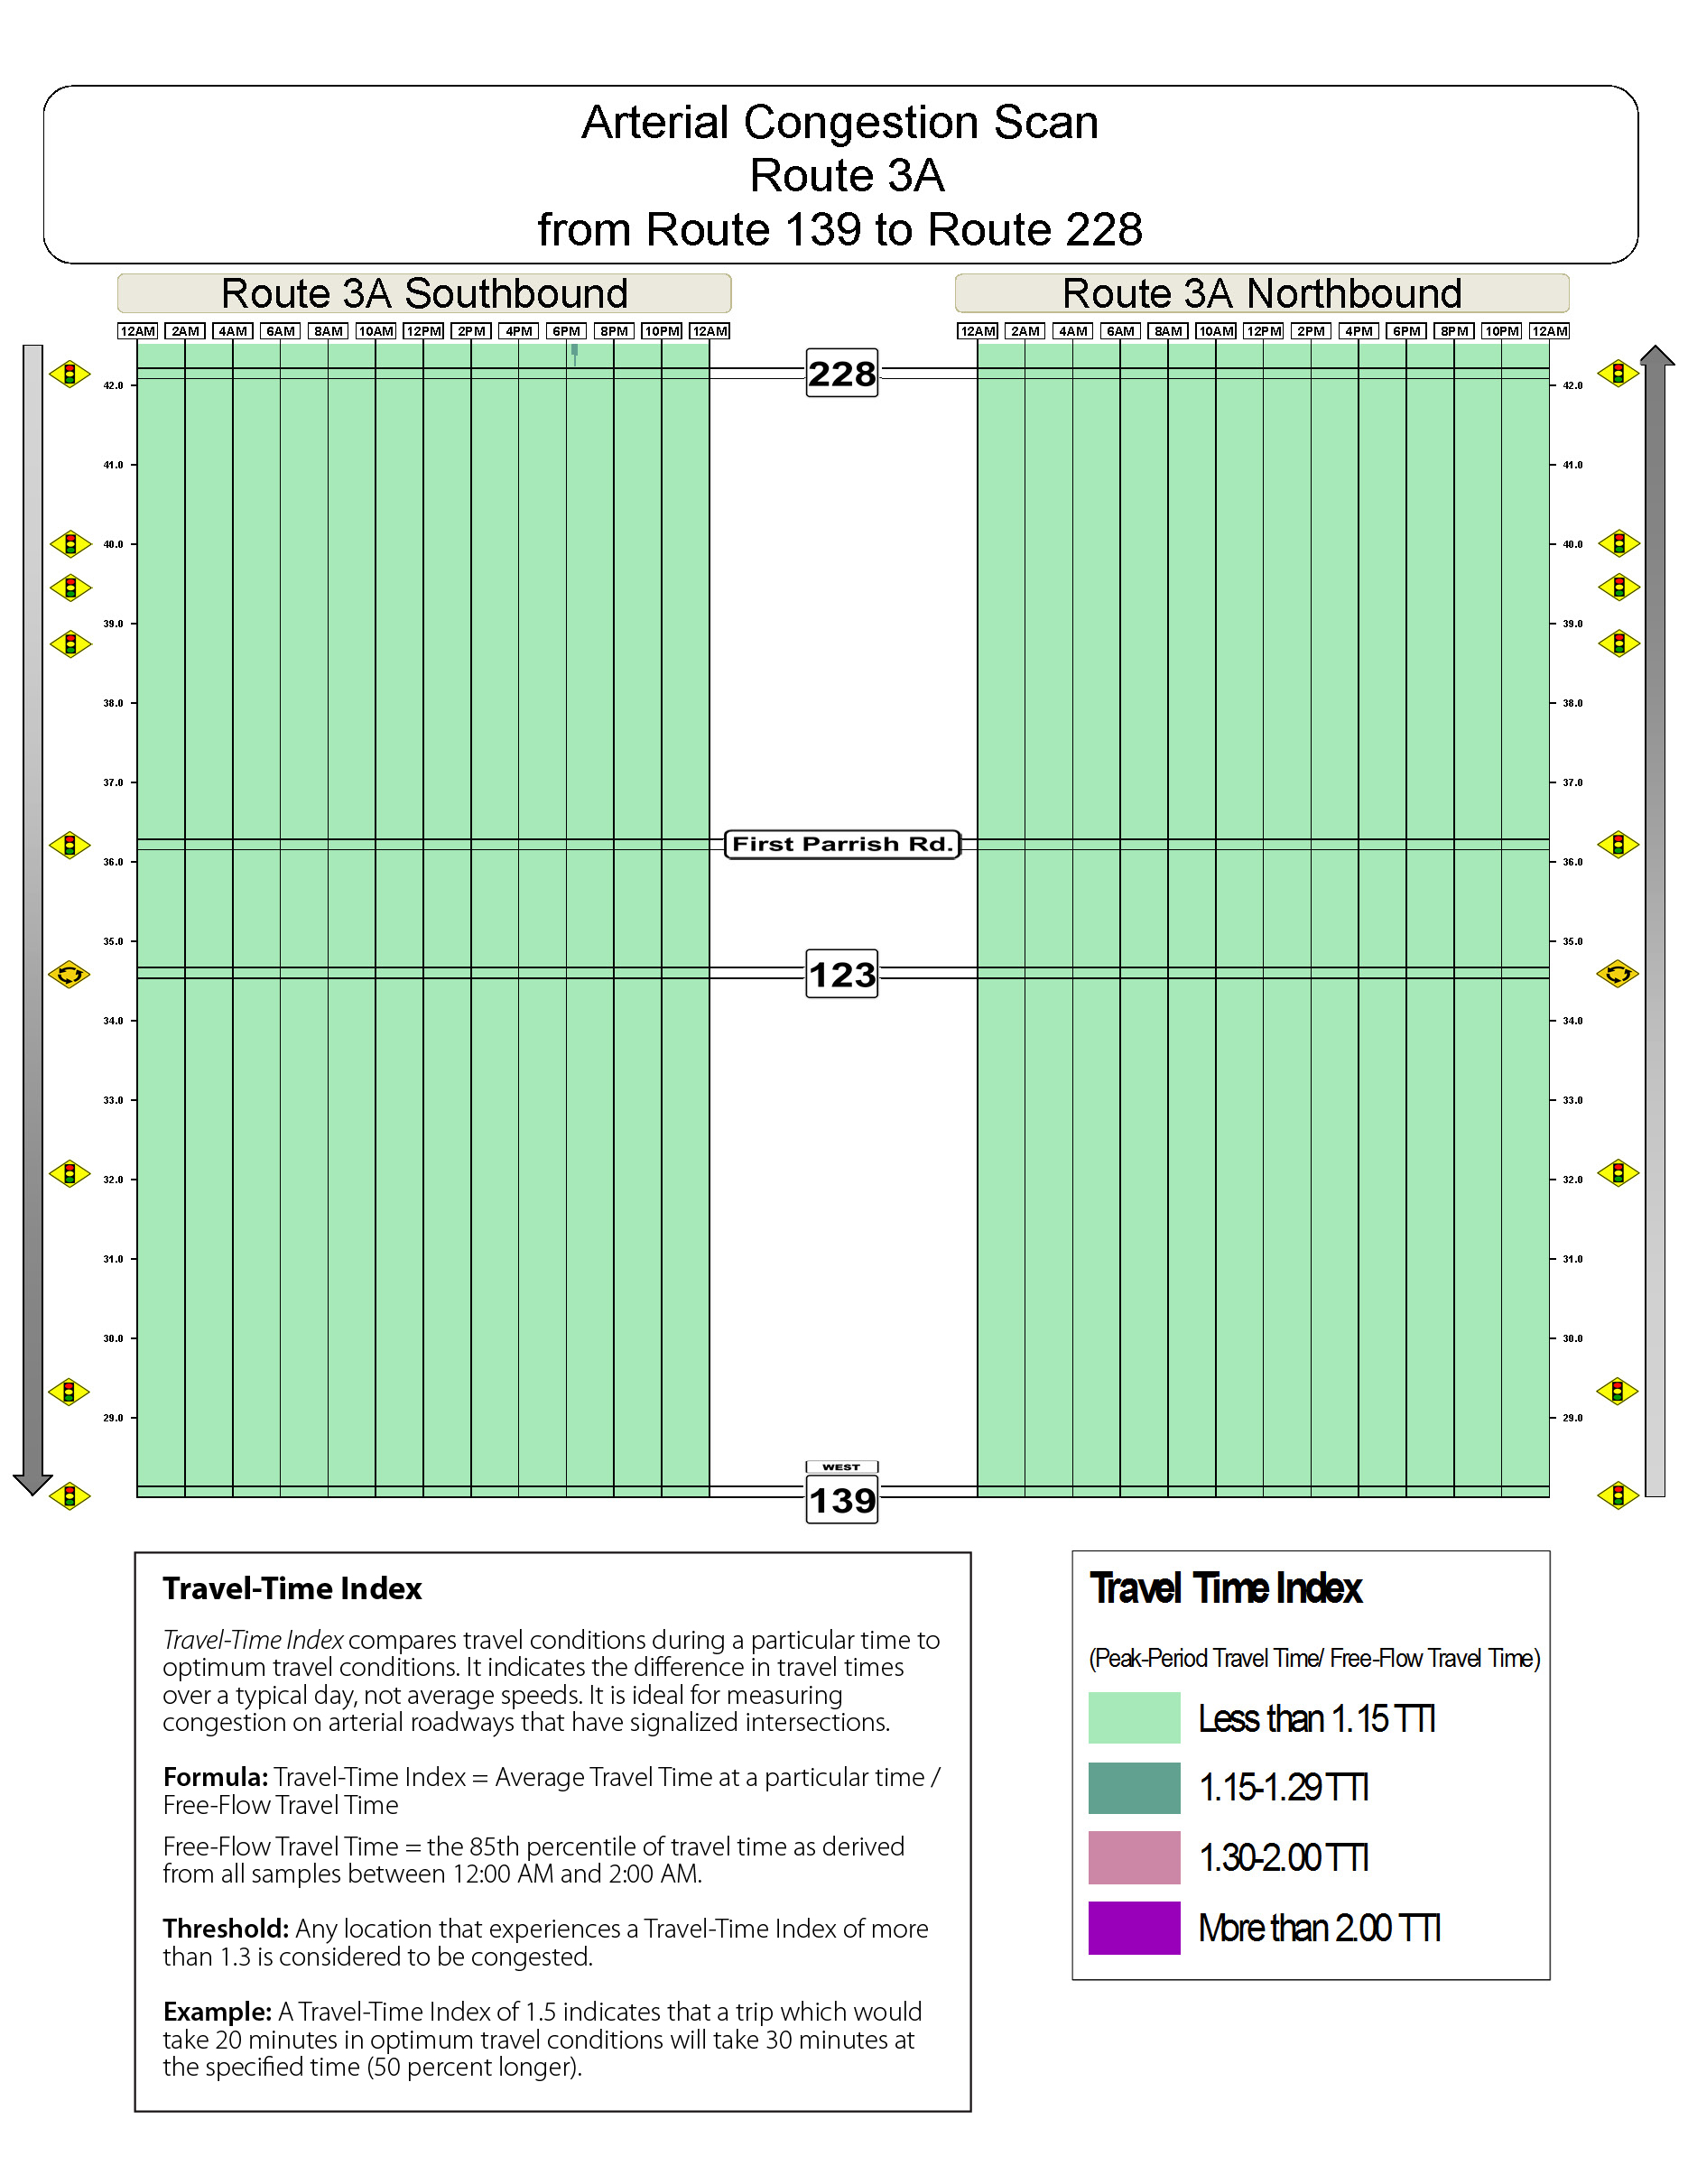 Arterial Congestion Scan
Route 3A
from Route 139 to Route 228
Route 3A Southbound
Route 3A Northbound
12AM 2AM 4AM 6AM 8AM 10AM 12PM 2PM 4PM 6PM 8PM 10PM 12AM
12AM 2AM 4AM 6AM 8AM 10AM 12PM 2PM 4PM 6PM 8PM 10PM 12AM
228
42.0 42.0
41.0 41.0
40.0 40.0
39.0 39.0
38.0 38.0
37.0 37.0
First Parrish Rd.
36.0 36.0
35.0 35.0
123
34.0 34.0
33.0 33.0
32.0 32.0
31.0 31.0
30.0 30.0
29.0 29.0
WEST
139
Travel-Time Index
Travel-Time Index compares travel conditions during a particular time to
optimum travel conditions. It indicates the difference in travel times
over a typical day, not average speeds. It is ideal for measuring
congestion on arterial roadways that have signalized intersections.
Formula: Travel-Time Index = Average Travel Time at a particular time /
Free-Flow Travel Time
Free-Flow Travel Time = the 85th percentile of travel time as derived
from all samples between 12:00 AM and 2:00 AM.
Threshold: Any location that experiences a Travel-Time Index of more
than 1.3 is considered to be congested.
Example: A Travel-Time Index of 1.5 indicates that a trip which would
take 20 minutes in optimum travel conditions will take 30 minutes at
the specified time (50 percent longer).
Travel Time Index
(Peak-Period Travel Time/ Free-Flow Travel Time)
Less than 1.15 TTI
1.15-1.29 TTI
1.30-2.00 TTI
More than 2.00 TTI